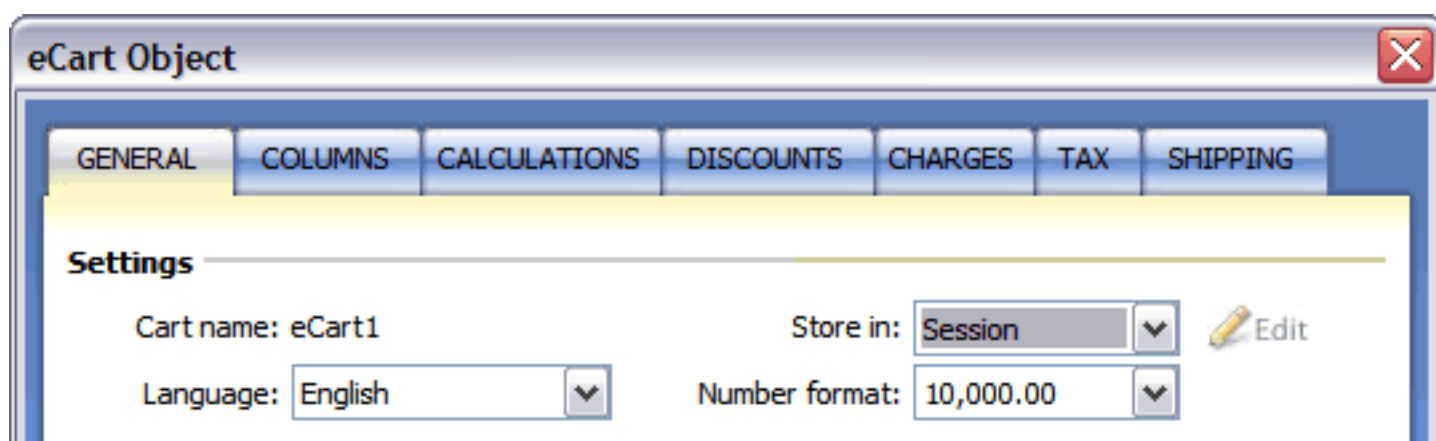 eCart Object
GENERAL COLUMNS CALCULATIONS DISCOUNTS CHARGES TAX SHIPPING
Settings
Cart name: eCart1 Store in: Session Edit
Language: English Number format: 10,000.00